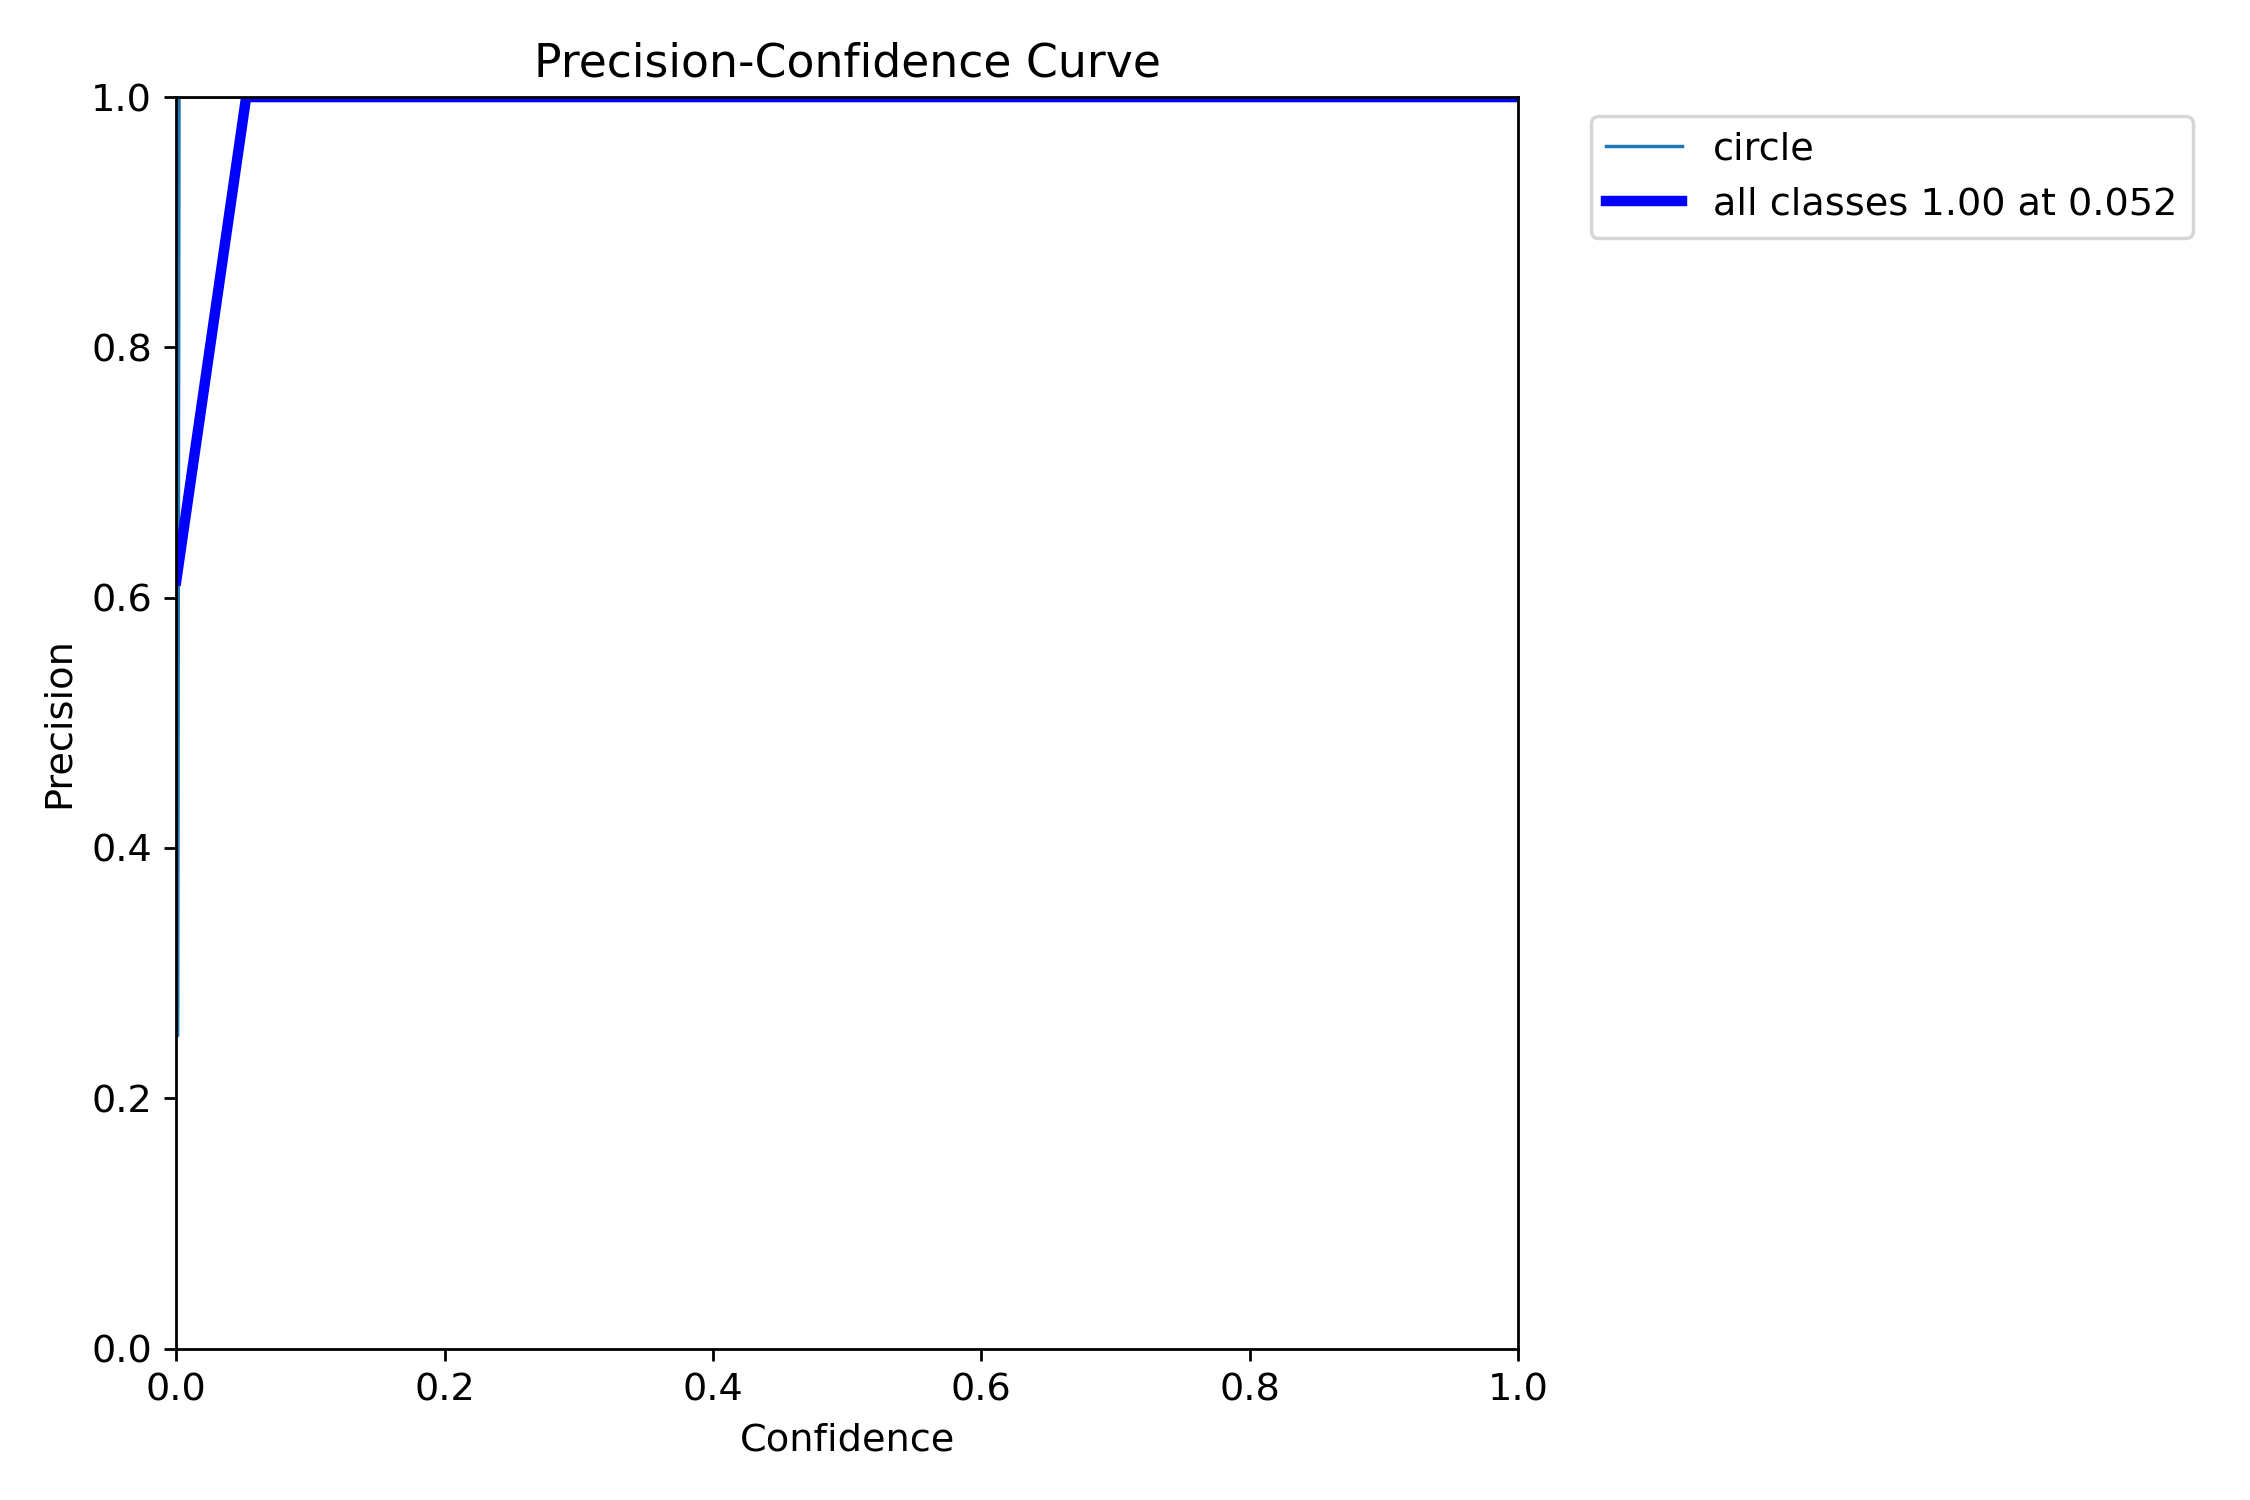 Precision-Confidence Curve
1.0
0.8
0.6
0.4
0.2
0.0
Precision
0.0 0.2 0.4 0.6 0.8 1.0
Confidence
circle
all classes 1.00 at 0.052